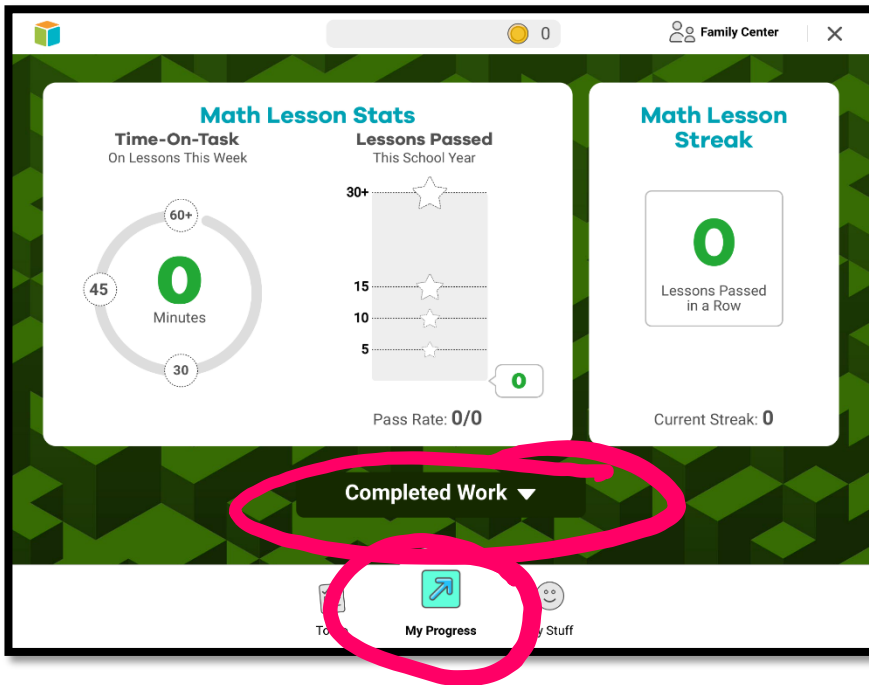 0
Family Center
Math Lesson Stats
Time-On-Task
On Lessons This Week
60+
45
0
Minutes
30
Lessons Passed
This School Year
30+
15
10
5
0
Pass Rate: 0/0
Math Lesson
Streak
0
Lessons Passed
in a Row
Current Streak: 0
Completed Work
My Progress
Stuff